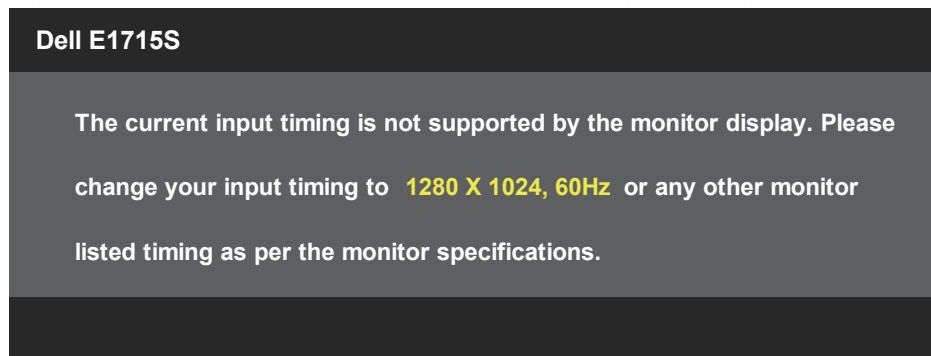 Dell E1715S
The current input timing is not supported by the monitor display. Please
change your input timing to 1280 X 1024, 60Hz or any other monitor
listed timing as per the monitor specifications.